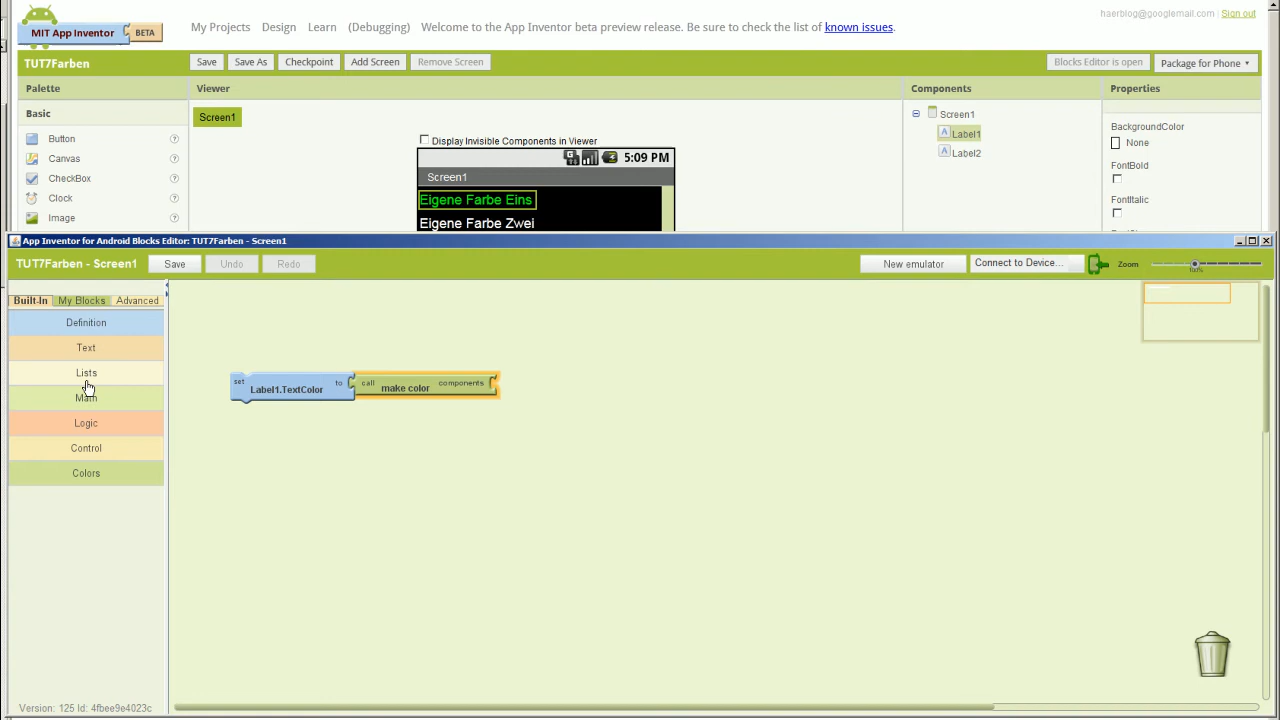 haerblog@googlemail.com Sign out
MIT App Inventor BETA
My Projects Design Learn (Debugging) Welcome to the App Inventor beta preview release. Be sure to check the list of known issues.
TUT7Farben Save Save As Checkpoint Add Screen Remove Screen Blocks Editor is open Package for Phone
Palette Viewer Components Properties
Basic
Screen1
Button
Canvas
CheckBox
Clock
Image
Display Invisible Components in Viewer
5:09 PM
Screen1
Eigene Farbe Eins
Eigene Farbe Zwei
Screen1
Label1
Label2
BackgroundColor
None
FontBold
FontItalic
App Inventor for Android Blocks Editor: TUT7Farben - Screen1
TUT7Farben - Screen1 Save Undo Redo New emulator Connect to Device... Zoom
100%
Built-In My Blocks Advanced
Definition
Text
Lists
Math
Logic
Control
Colors
set Label1.TextColor to call make color components
Version: 125 Id: 4fbee9e4023c